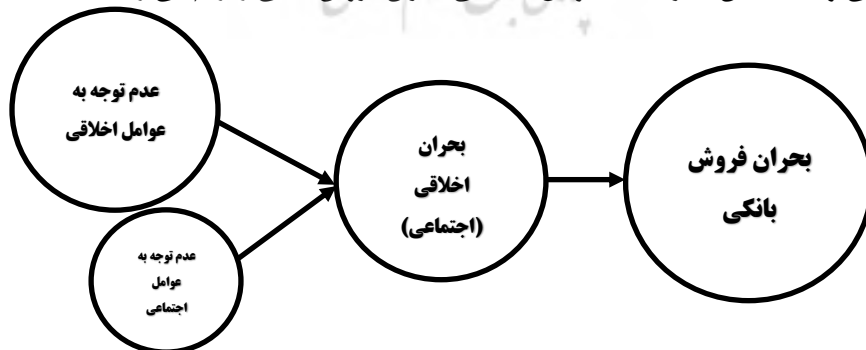 عدم توجه به
عوامل اخلاقی
عدم توجه به
عوامل
اجتماعی
بحران
اخلاقی
(اجتماعی)
بحران فروش
بانکی